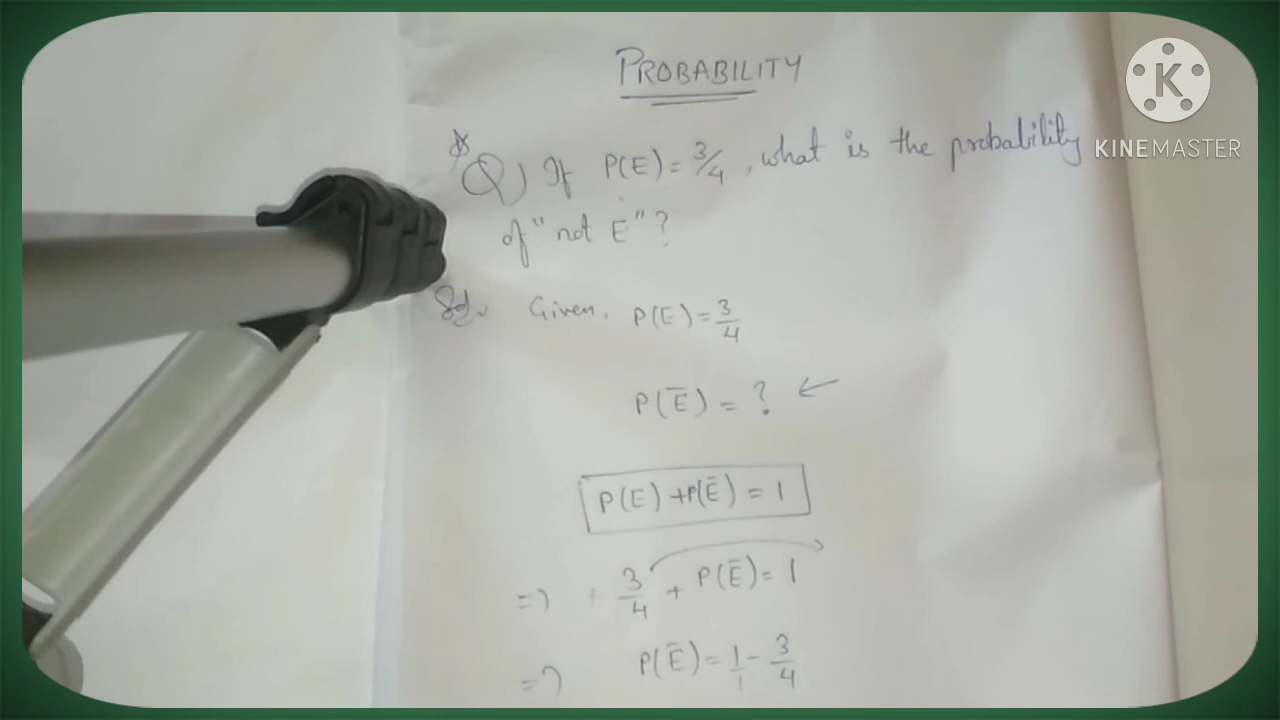 PROBABILITY
Q) If P(E) = 3/4, what is the probability
of "not E"?
Sol. Given, P(E) = 3/4
P(Ē) = ? ←
P(E) + P(Ē) = 1
=> + 3/4 + P(Ē) = 1
=> P(Ē) = 1/1 - 3/4
K
KINEMASTER